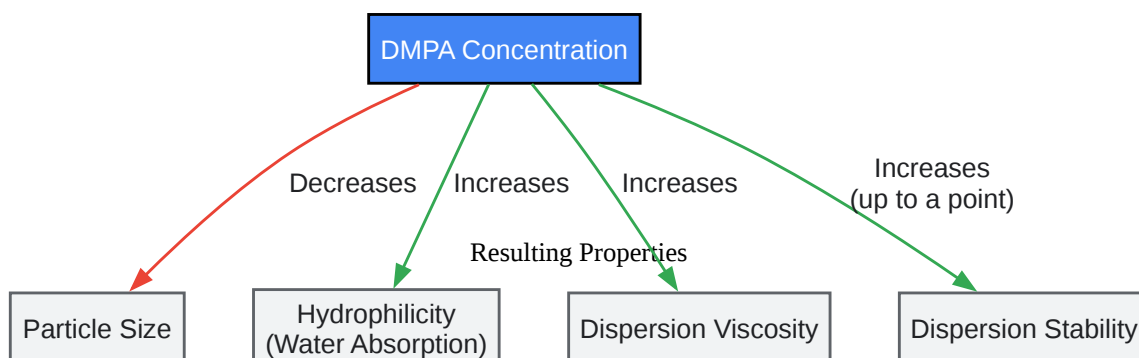 DMPA Concentration
Decreases
Increases
Increases
Increases
(up to a point)
Resulting Properties
Particle Size
Hydrophilicity
(Water Absorption)
Dispersion Viscosity
Dispersion Stability